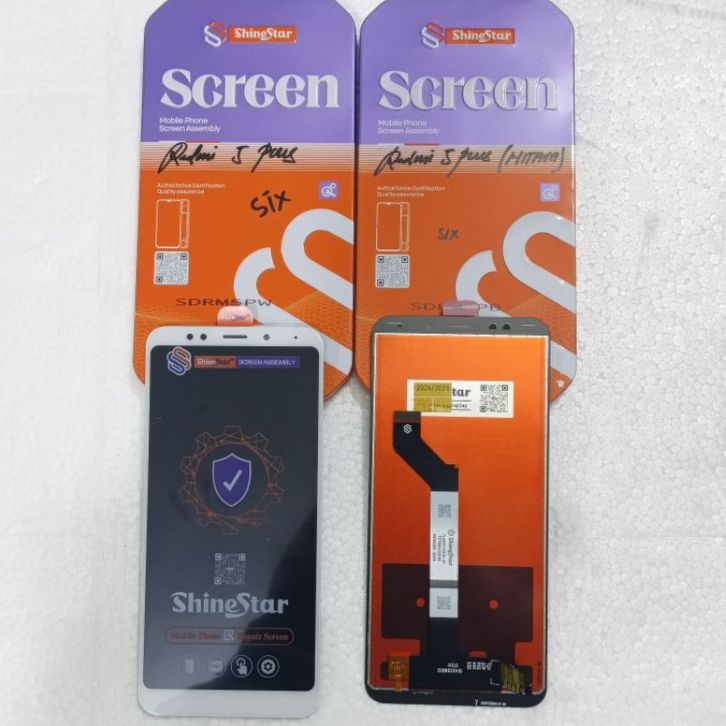 ShineStar
Screen
Mobile Phone
Screen Assembly
Redmi 5 plus
Authoritative Certification
Quality assurance
Six
SDRM5PW
ShineStar
Screen
Mobile Phone
Screen Assembly
Redmi 5 plus (HITAM)
Authoritative Certification
Quality assurance
SIX
ShineStar
SCREEN ASSEMBLY
ShineStar
Mobile Phone
Repair Screen
2024/2025
ShineStar